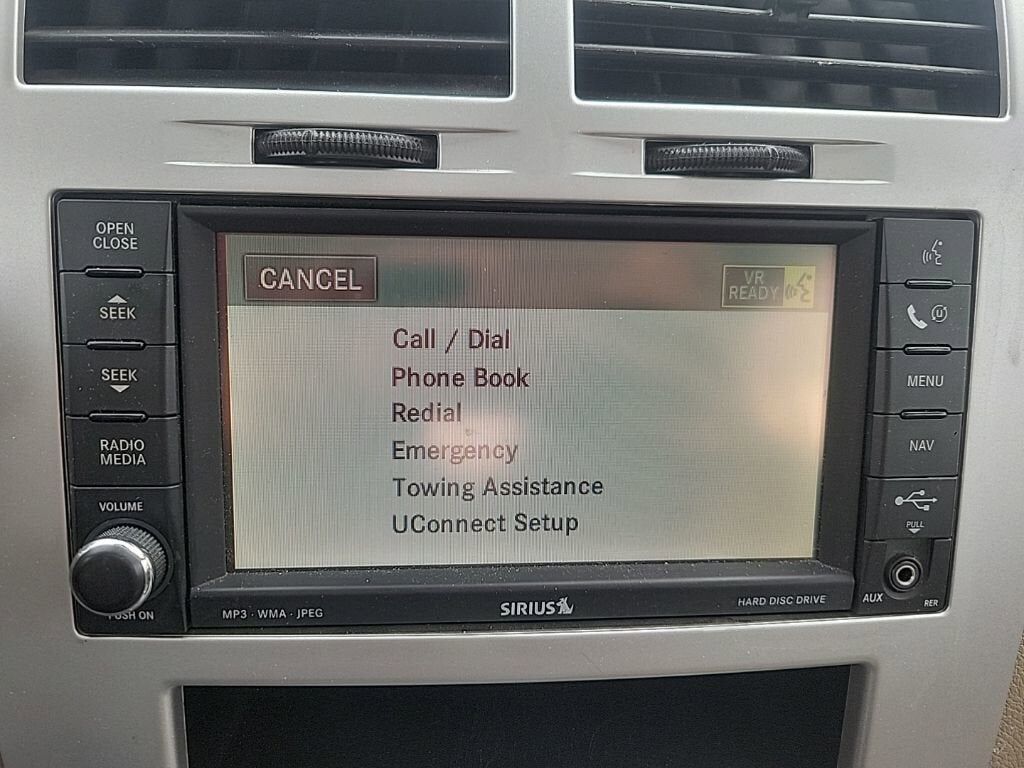 OPEN
CLOSE
SEEK
SEEK
RADIO
MEDIA
VOLUME
PUSH ON
CANCEL
VR
READY
Call / Dial
Phone Book
Redial
Emergency
Towing Assistance
UConnect Setup
MP3 · WMA · JPEG
SIRIUS
HARD DISC DRIVE
U
MENU
NAV
PULL
AUX
RER